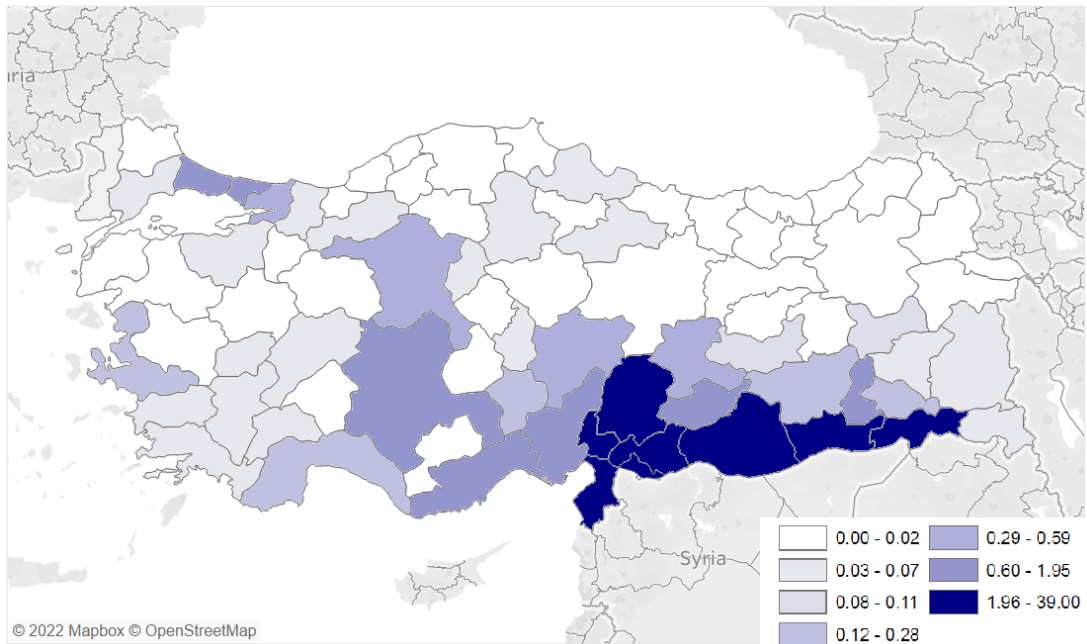 aria
Syria
0.00 - 0.02
0.29 - 0.59
0.03 - 0.07
0.60 - 1.95
0.08 - 0.11
1.96 - 39.00
0.12 - 0.28
© 2022 Mapbox © OpenStreetMap